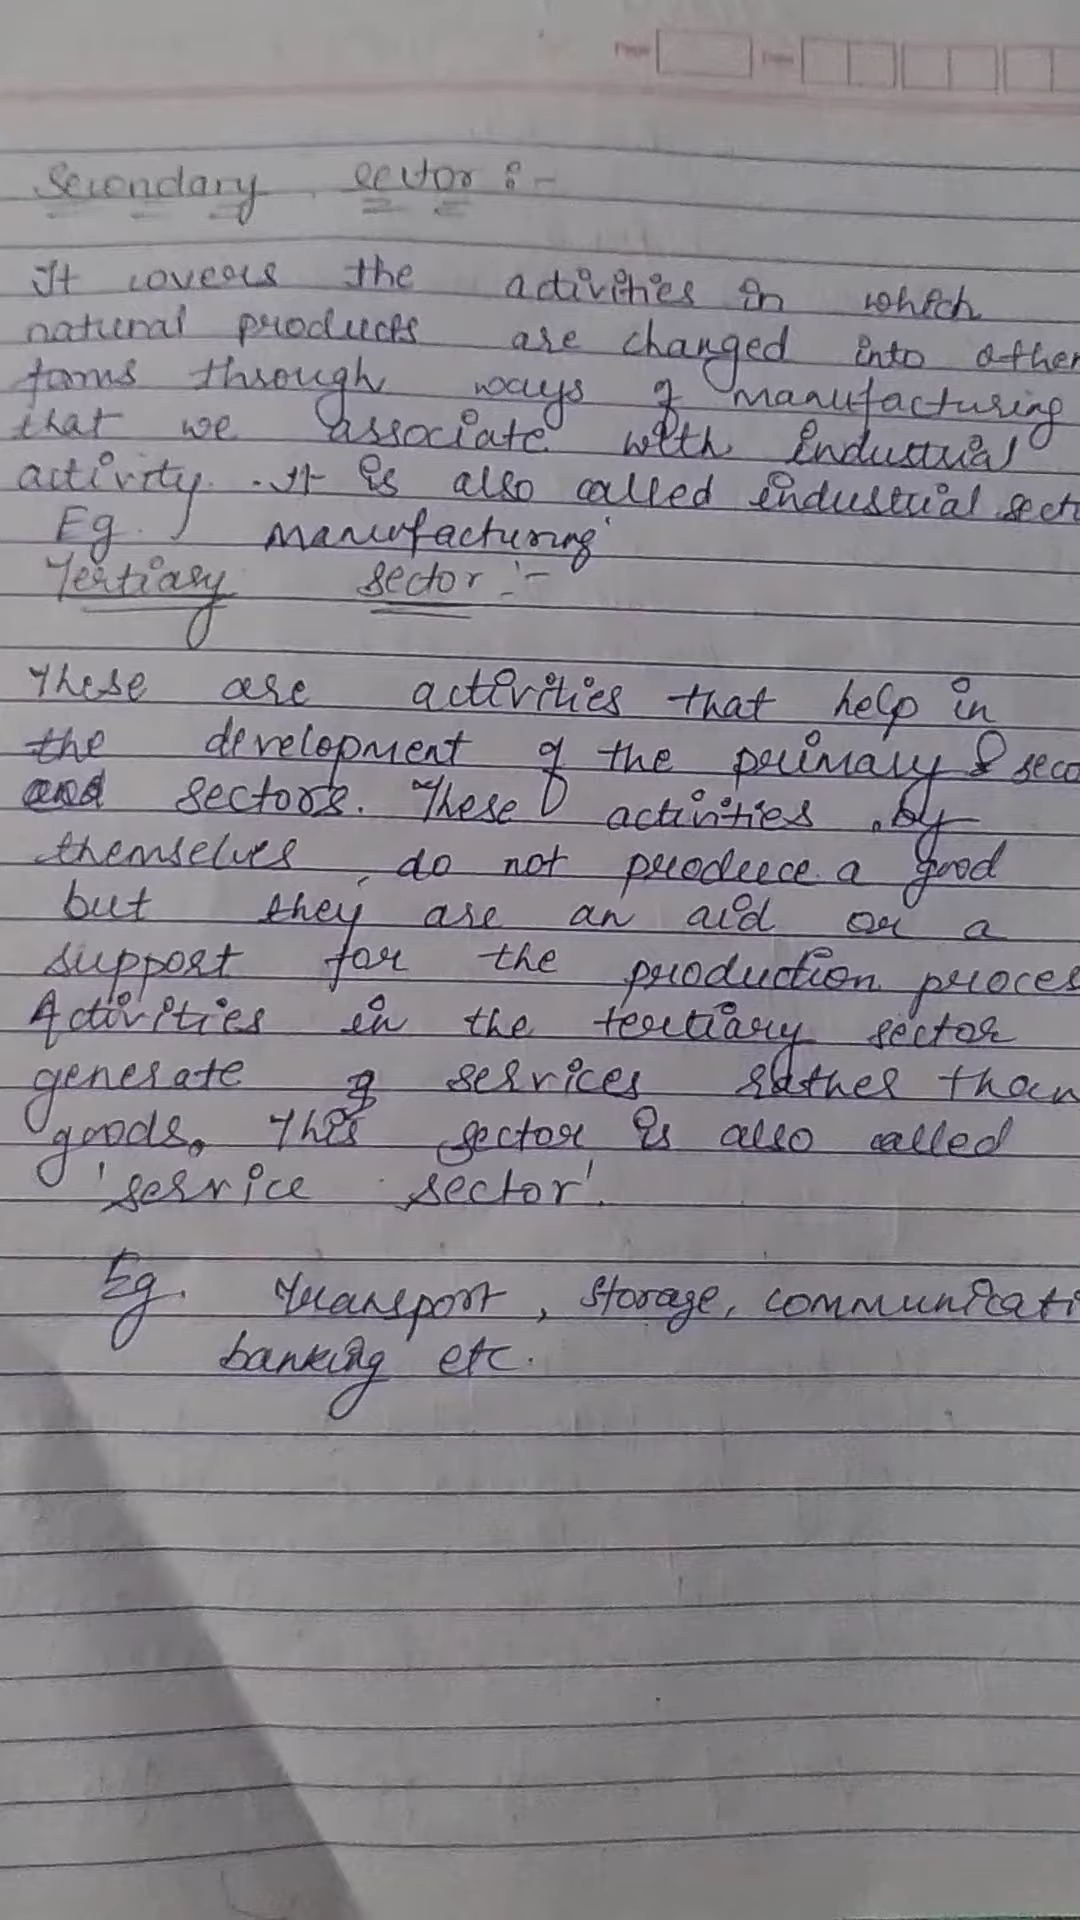 Secondary sector :-
It covers the activities in which
natural products are changed into other
forms through ways of manufacturing
that we associate with industrial
activity. It is also called industrial sect
Eg. Manufacturing
Tertiary sector :-
These are activities that help in
the development of the primary & seco
and sectors. These activities by
themselves do not produce a good
but they are an aid or a
support for the production proces
Activities in the tertiary sector
generate services rather than
goods. This sector is also called
'service sector'.
Eg. Transport, storage, communicati
banking etc.